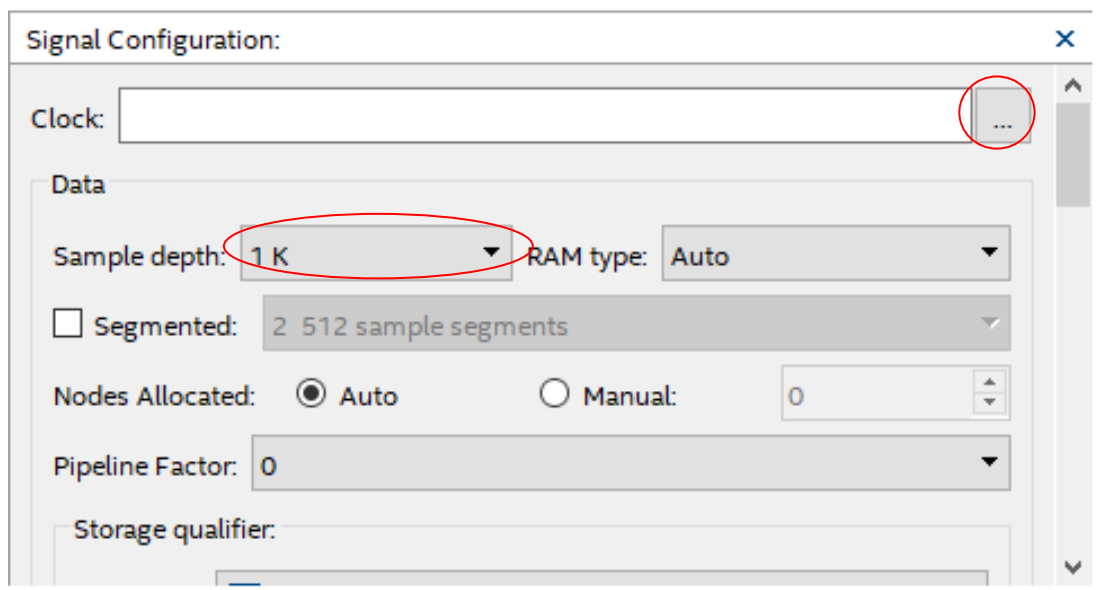 Signal Configuration:
Clock: ...
Data
Sample depth: 1 K RAM type: Auto
Segmented: 2 512 sample segments
Nodes Allocated: Auto Manual: 0
Pipeline Factor: 0
Storage qualifier: